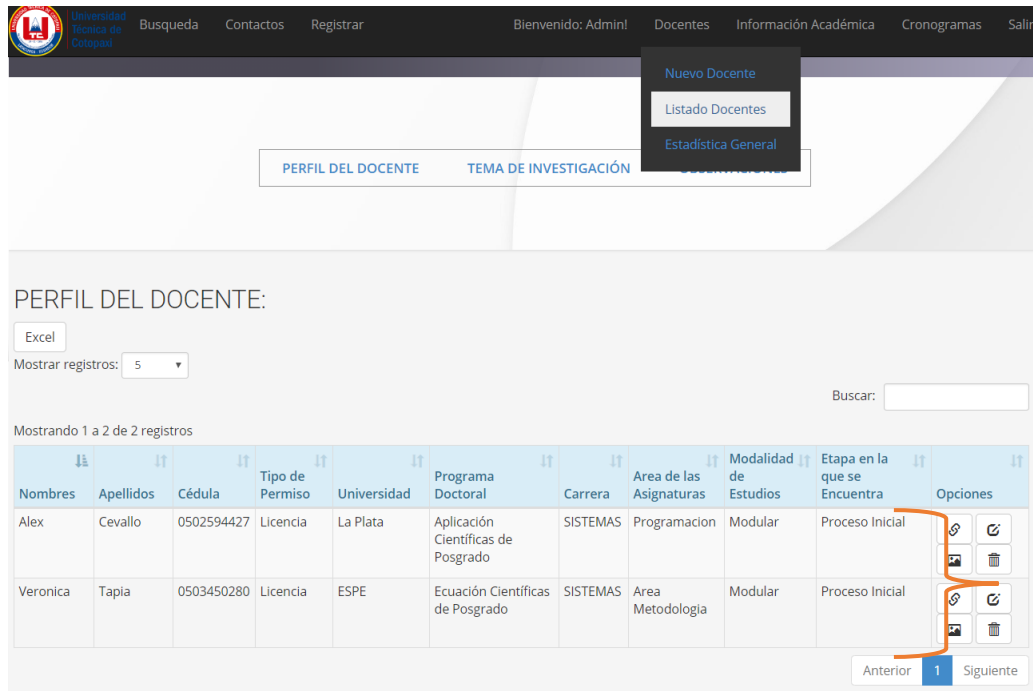 Universidad
Técnica de
Cotopaxi
Busqueda Contactos Registrar Bienvenido: Admin! Docentes Información Académica Cronogramas Salir
Nuevo Docente
Listado Docentes
Estadística General
PERFIL DEL DOCENTE TEMA DE INVESTIGACIÓN
PERFIL DEL DOCENTE:
Excel
Mostrar registros: 5
Buscar:
Mostrando 1 a 2 de 2 registros
Nombres Apellidos Cédula Tipo de Permiso Universidad Programa Doctoral Carrera Area de las Asignaturas Modalidad de Estudios Etapa en la que se Encuentra Opciones
Alex Cevallo 0502594427 Licencia La Plata Aplicación Científicas de Posgrado SISTEMAS Programacion Modular Proceso Inicial
Veronica Tapia 0503450280 Licencia ESPE Ecuación Científicas de Posgrado SISTEMAS Area Metodologia Modular Proceso Inicial
Anterior 1 Siguiente